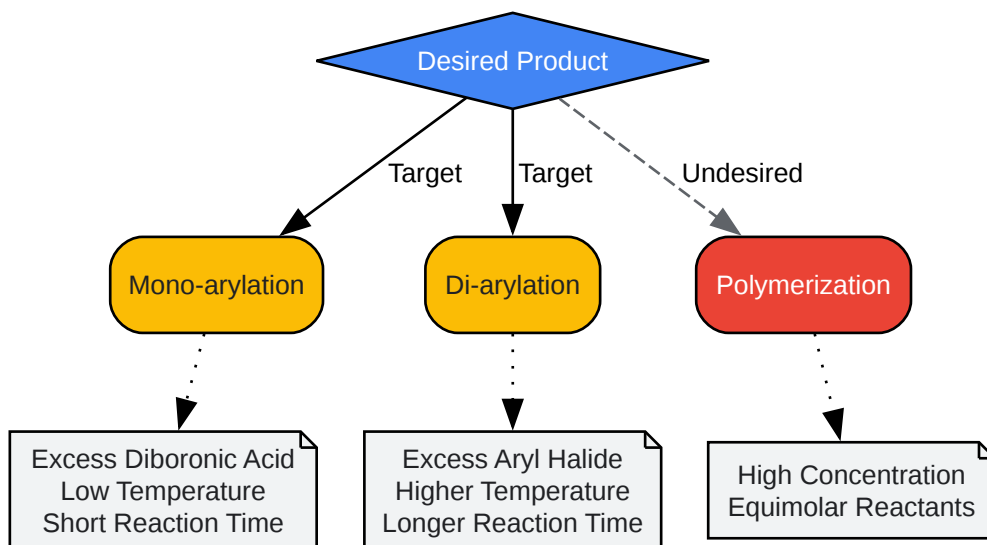 Desired Product
Target
Target
Undesired
Mono-arylation
Di-arylation
Polymerization
Excess Diboronic Acid
Low Temperature
Short Reaction Time
Excess Aryl Halide
Higher Temperature
Longer Reaction Time
High Concentration
Equimolar Reactants